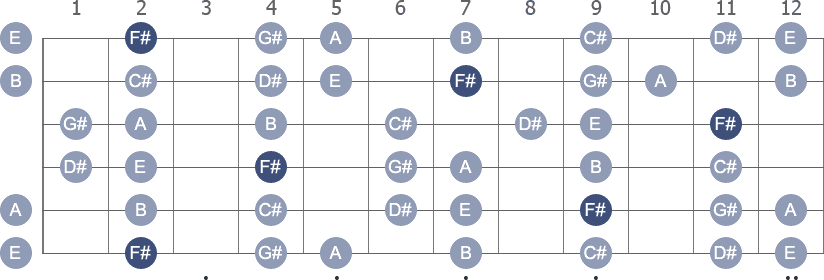 1 2 3 4 5 6 7 8 9 10 11 12
E F# G# A B C# D# E
B C# D# E F# G# A B
G# A B C# D# E F#
D# E F# G# A B C#
A B C# D# E F# G# A
E F# G# A B C# D# E